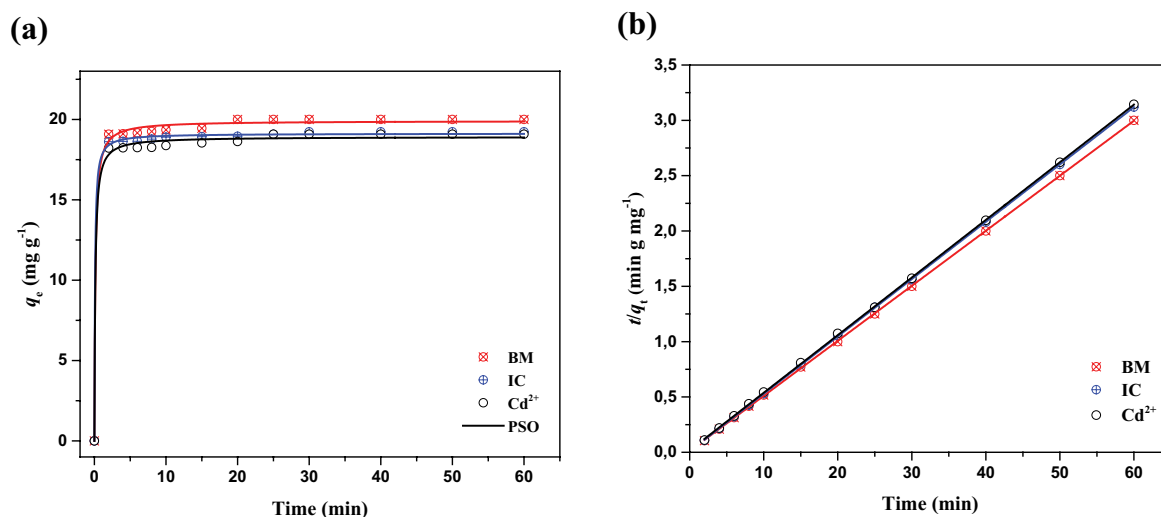 (a)
20
15
10
5
0
qₑ (mg g⁻¹)
BM
IC
Cd²⁺
PSO
0 10 20 30 40 50 60
Time (min)
(b)
3,5
3,0
2,5
2,0
1,5
1,0
0,5
0,0
t/qₜ (min g mg⁻¹)
BM
IC
Cd²⁺
0 10 20 30 40 50 60
Time (min)